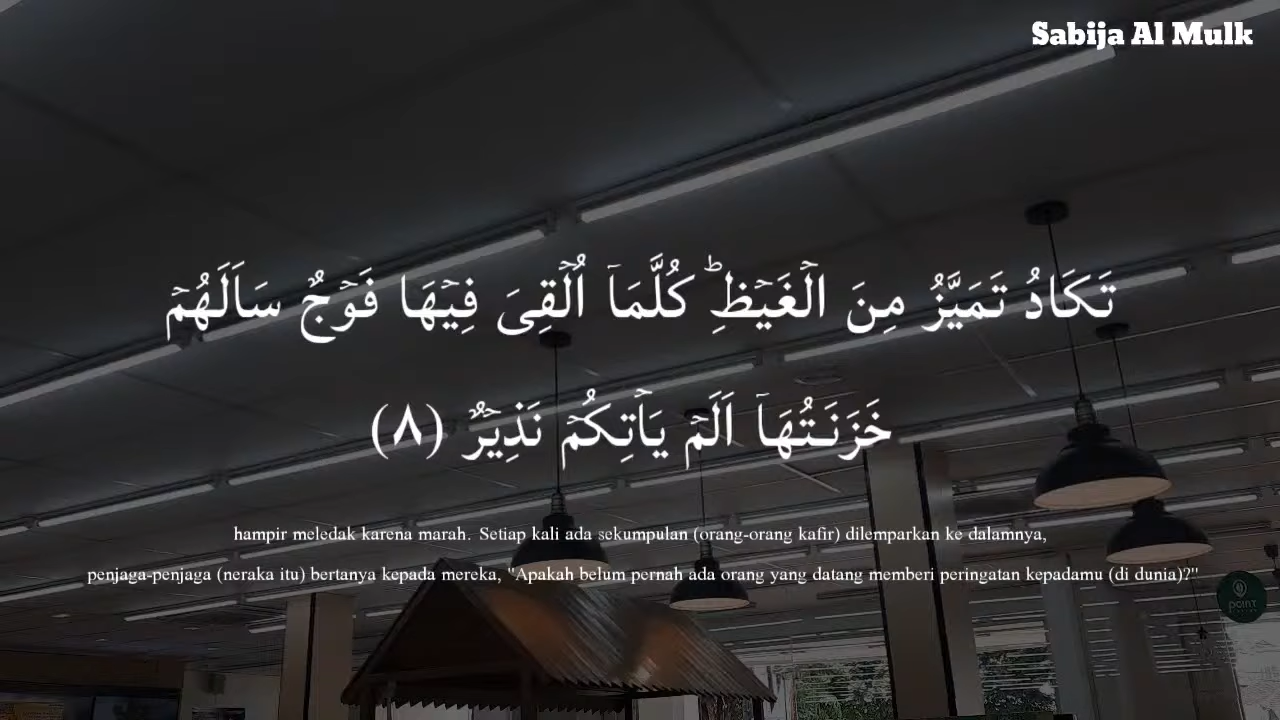 Sabija Al Mulk
تَكَادُ تَمَيَّزُ مِنَ الْغَيْظِۗ كُلَّمَآ اُلْقِيَ فِيْهَا فَوْجٌ سَاَلَهُمْ
خَزَنَتُهَآ اَلَمْ يَأْتِكُمْ نَذِيْرٌ (٨)
hampir meledak karena marah. Setiap kali ada sekumpulan (orang-orang kafir) dilemparkan ke dalamnya,
penjaga-penjaga (neraka itu) bertanya kepada mereka, "Apakah belum pernah ada orang yang datang memberi peringatan kepadamu (di dunia)?"
point